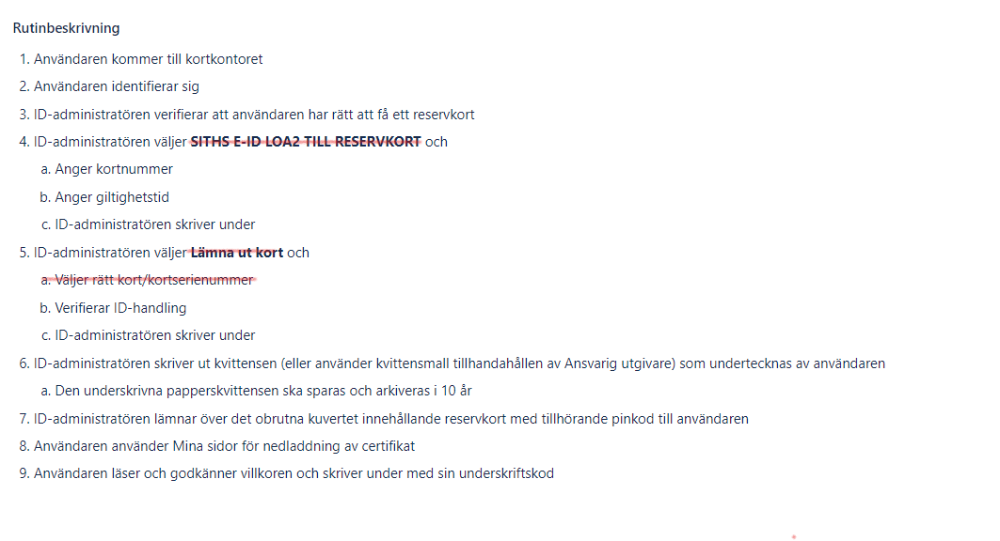 Rutinbeskrivning
1. Användaren kommer till kortkontoret
2. Användaren identifierar sig
3. ID-administratören verifierar att användaren har rätt att få ett reservkort
4. ID-administratören väljer SITHS E-ID LOA2 TILL RESERVKORT och
a. Anger kortnummer
b. Anger giltighetstid
c. ID-administratören skriver under
5. ID-administratören väljer Lämna ut kort och
a. Väljer rätt kort/kortserienummer
b. Verifierar ID-handling
c. ID-administratören skriver under
6. ID-administratören skriver ut kvittensen (eller använder kvittensmall tillhandahållen av Ansvarig utgivare) som undertecknas av användaren
a. Den underskrivna papperskvittensen ska sparas och arkiveras i 10 år
7. ID-administratören lämnar över det obrutna kuvertet innehållande reservkort med tillhörande pinkod till användaren
8. Användaren använder Mina sidor för nedladdning av certifikat
9. Användaren läser och godkänner villkoren och skriver under med sin underskriftskod